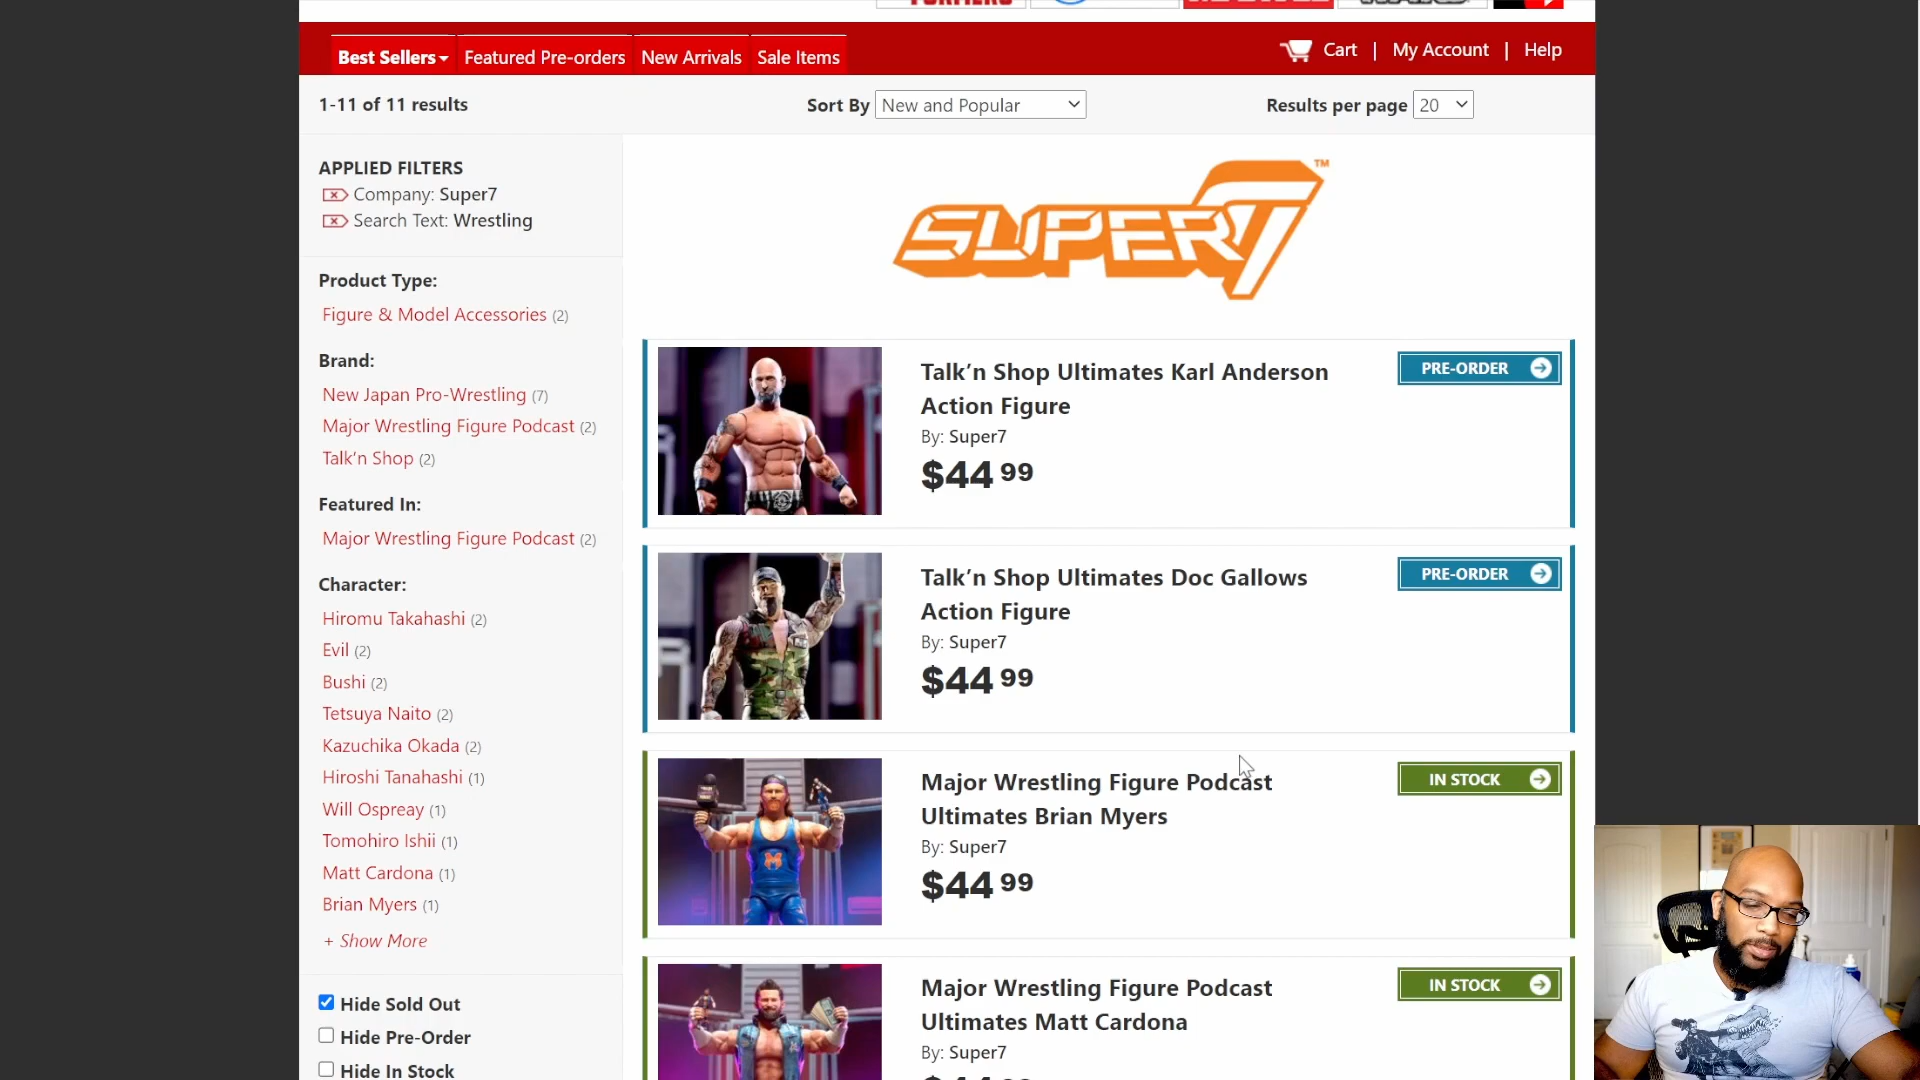 Best Sellers
Featured Pre-orders
New Arrivals
Sale Items
Cart | My Account | Help
1-11 of 11 results
Sort By New and Popular
Results per page 20
APPLIED FILTERS
Company: Super7
Search Text: Wrestling
Product Type:
Figure & Model Accessories (2)
Brand:
New Japan Pro-Wrestling (7)
Major Wrestling Figure Podcast (2)
Talk’n Shop (2)
Featured In:
Major Wrestling Figure Podcast (2)
Character:
Hiromu Takahashi (2)
Evil (2)
Bushi (2)
Tetsuya Naito (2)
Kazuchika Okada (2)
Hiroshi Tanahashi (1)
Will Ospreay (1)
Tomohiro Ishii (1)
Matt Cardona (1)
Brian Myers (1)
+ Show More
Hide Sold Out
Hide Pre-Order
Hide In Stock
SUPER7™
Talk’n Shop Ultimates Karl Anderson
Action Figure
By: Super7
$44 99
PRE-ORDER
Talk’n Shop Ultimates Doc Gallows
Action Figure
By: Super7
$44 99
PRE-ORDER
Major Wrestling Figure Podcast
Ultimates Brian Myers
By: Super7
$44 99
IN STOCK
M
Major Wrestling Figure Podcast
Ultimates Matt Cardona
By: Super7
IN STOCK